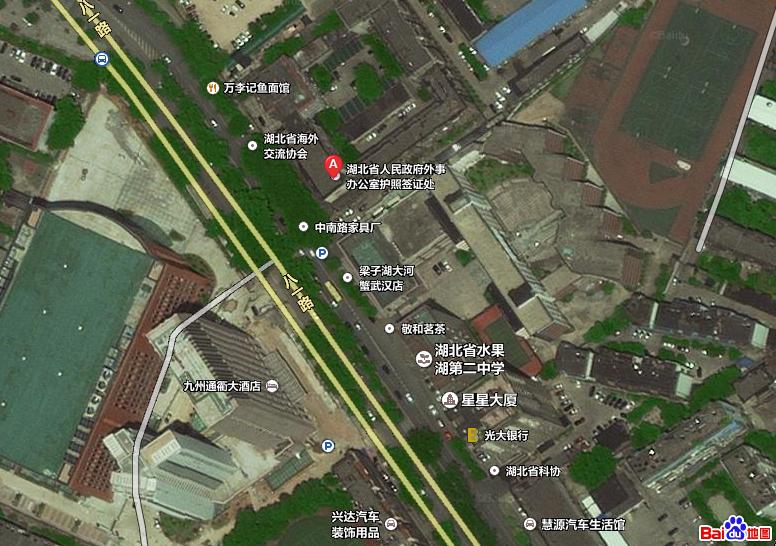 八一路
万李记鱼面馆
湖北省海外
交流协会
A
湖北省人民政府外事
办公室护照签证处
中南路家具厂
P
梁子湖大河
蟹武汉店
八一路
敬和茗茶
湖北省水果
湖第二中学
九州通衢大酒店
星星大厦
光大银行
P
湖北省科协
兴达汽车
装饰用品
慧源汽车生活馆
Bai du 地图